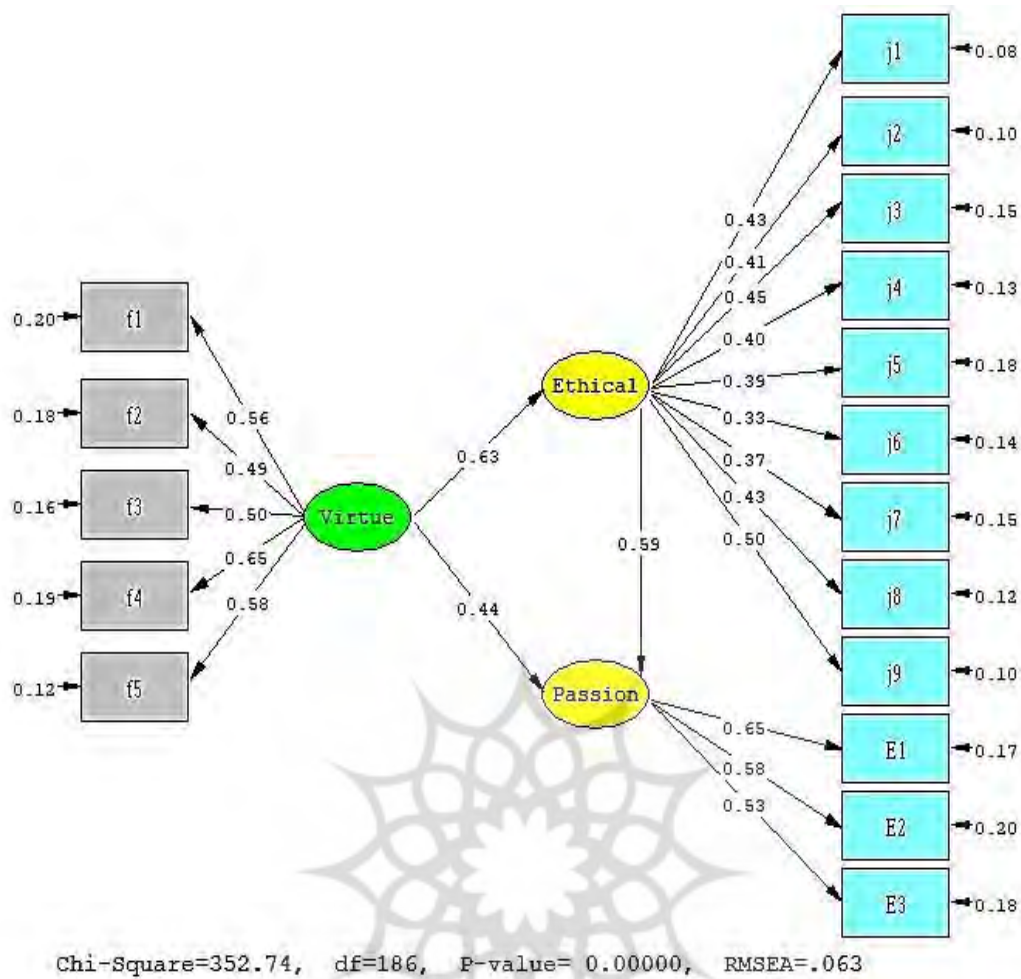 j1
0.08
j2
0.10
j3
0.15
j4
0.13
j5
0.18
j6
0.14
j7
0.15
j8
0.12
j9
0.10
E1
0.17
E2
0.20
E3
0.18
0.43
0.41
0.45
0.40
0.39
0.33
0.37
0.43
0.50
0.20
f1
0.18
f2
0.16
f3
0.19
f4
0.12
f5
0.56
0.49
0.50
0.65
0.58
Virtue
0.63
0.44
Ethical
0.59
Passion
0.65
0.58
0.53
Chi-Square=352.74, df=186, P-value= 0.00000, RMSEA=.063